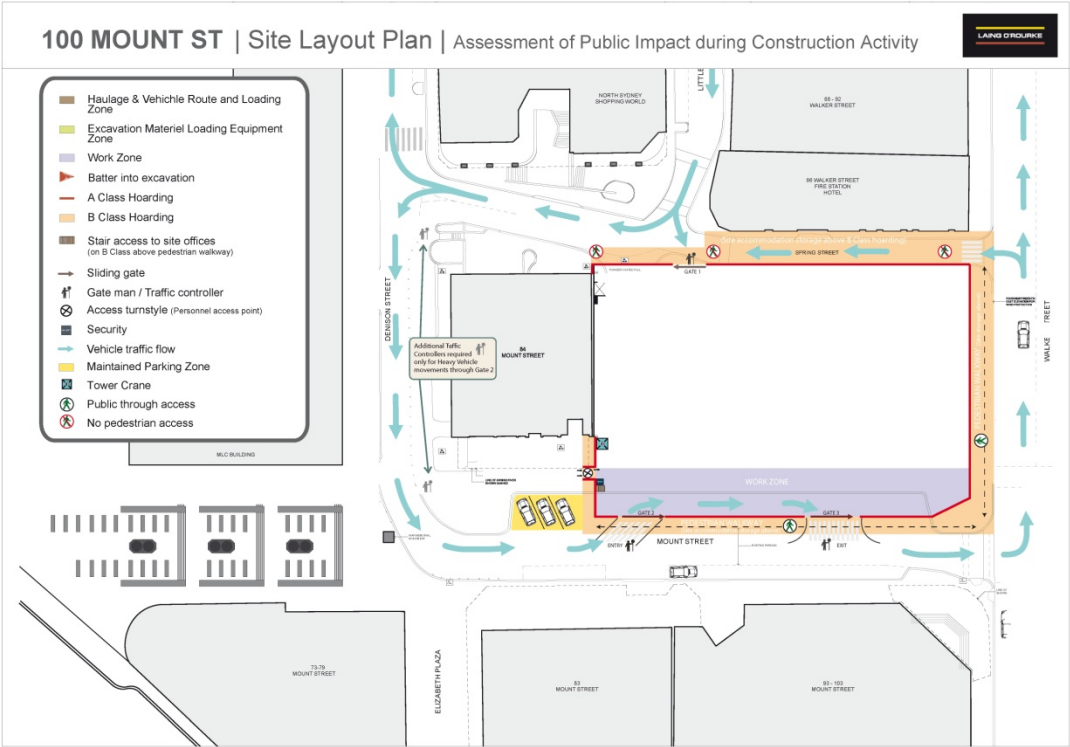 100 MOUNT ST | Site Layout Plan | Assessment of Public Impact during Construction Activity
LAING O'ROURKE
Haulage & Vehichle Route and Loading
Zone
Excavation Materiel Loading Equipment
Zone
Work Zone
Batter into excavation
A Class Hoarding
B Class Hoarding
Stair access to site offices
(on B Class above pedestrian walkway)
Sliding gate
Gate man / Traffic controller
Access turnstyle (Personnel access point)
Security
Vehicle traffic flow
Maintained Parking Zone
Tower Crane
Public through access
No pedestrian access
MLC BUILDING
NORTH SYDNEY
SHOPPING WORLD
LITTLE
WALKER STREET
88 WALKER STREET
FIRE STATION
HOTEL
SPRING STREET
GATE 1
DENISON STREET
84
MOUNT STREET
Additional Taffic
Controllers required
only for Heavy Vehicle
movements through Gate 2
WALKE
REET
WORK ZONE
GATE 2
GATE 3
ENTRY
MOUNT STREET
EXIT
73-79
MOUNT STREET
ELIZABETH PLAZA
83
MOUNT STREET
93 - 103
MOUNT STREET